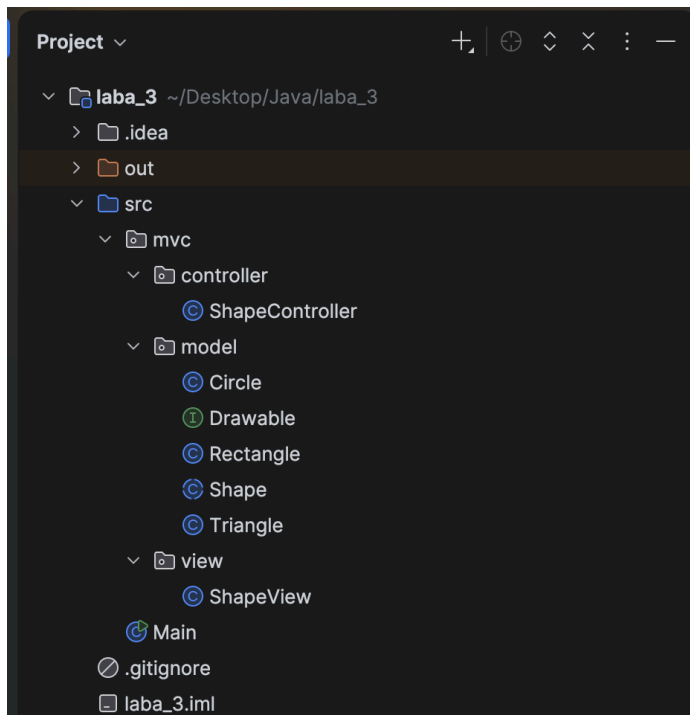 Project
laba_3 ~/Desktop/Java/laba_3
.idea
out
src
mvc
controller
C ShapeController
model
C Circle
I Drawable
C Rectangle
C Shape
C Triangle
view
C ShapeView
C Main
.gitignore
laba_3.iml